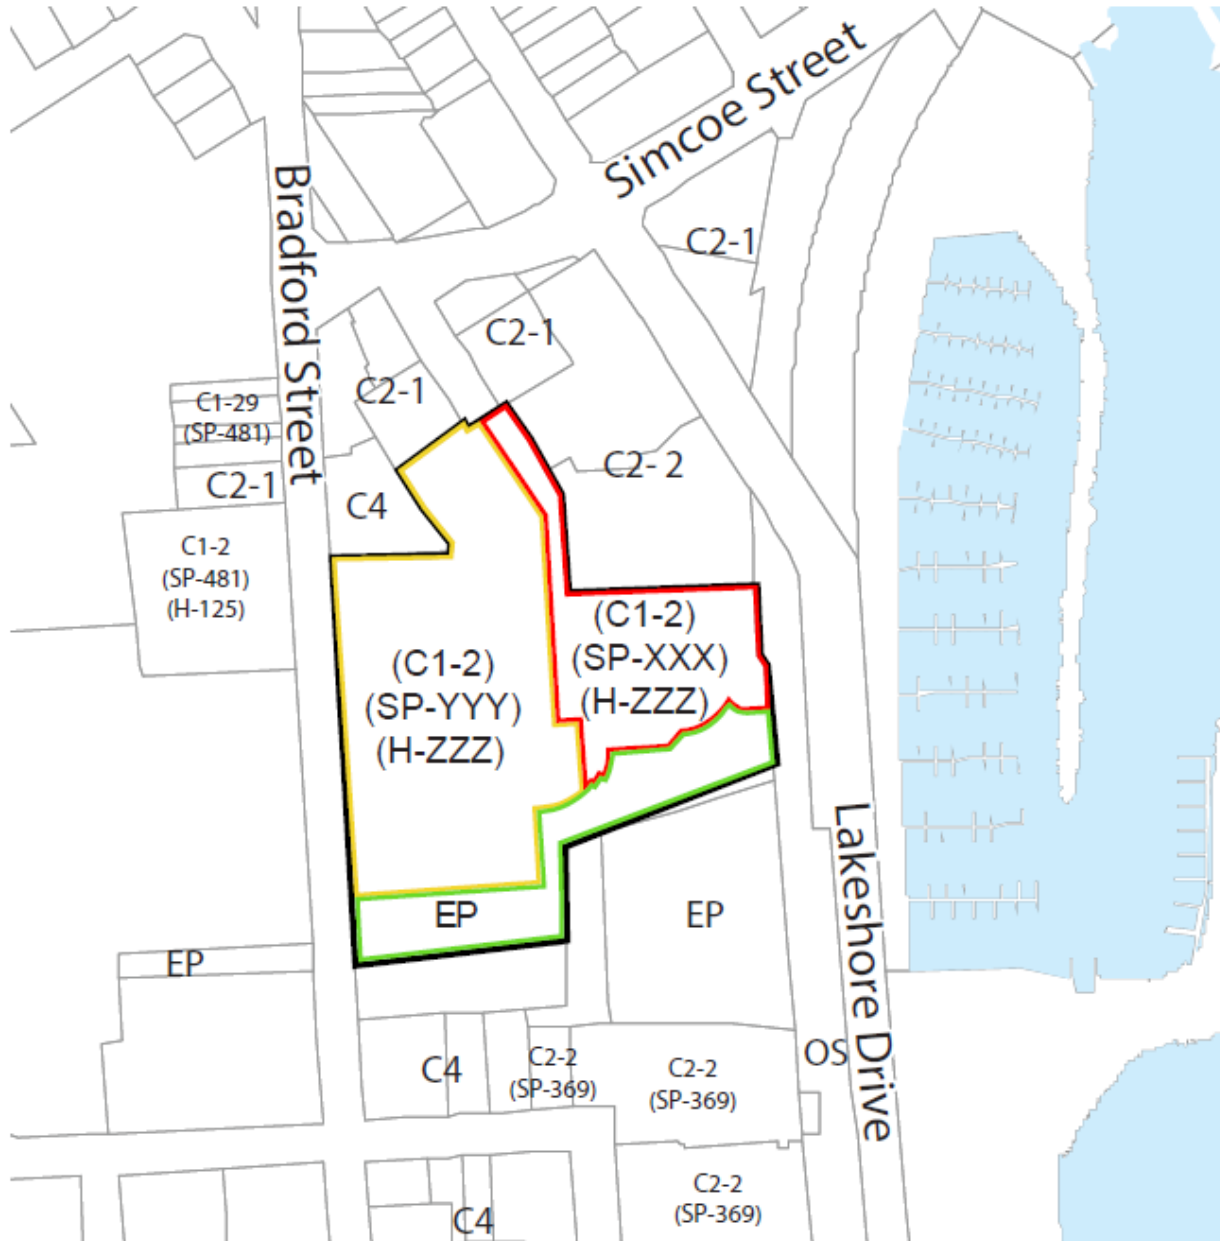 Simcoe Street
Bradford Street
C2-1
C2-1
C2-1
C1-29
(SP-481)
C2-1
C4
C2- 2
C1-2
(SP-481)
(H-125)
(C1-2)
(SP-XXX)
(H-ZZZ)
(C1-2)
(SP-YYY)
(H-ZZZ)
Lakeshore Drive
EP
EP
EP
OS
C4
C2-2
(SP-369)
C2-2
(SP-369)
C2-2
(SP-369)
C4